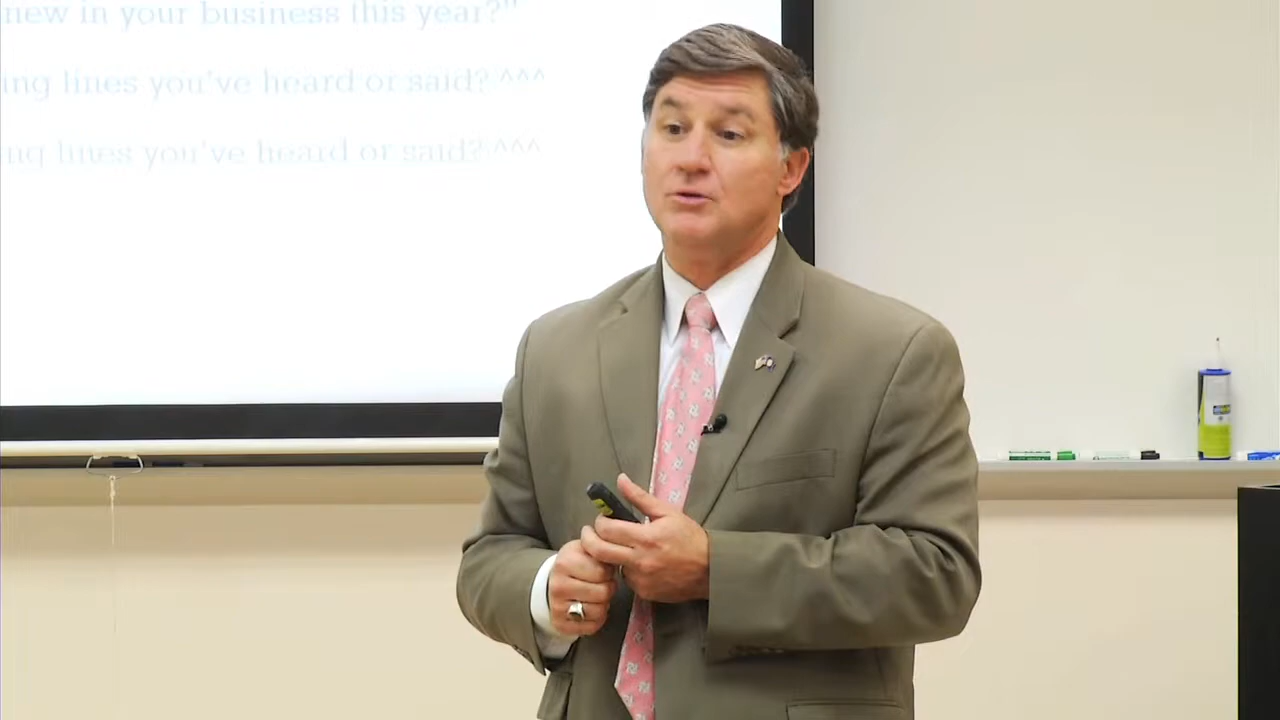 new in your business this year?"
ing lines you've heard or said? ^^^
ng lines you've heard or said? ^^^